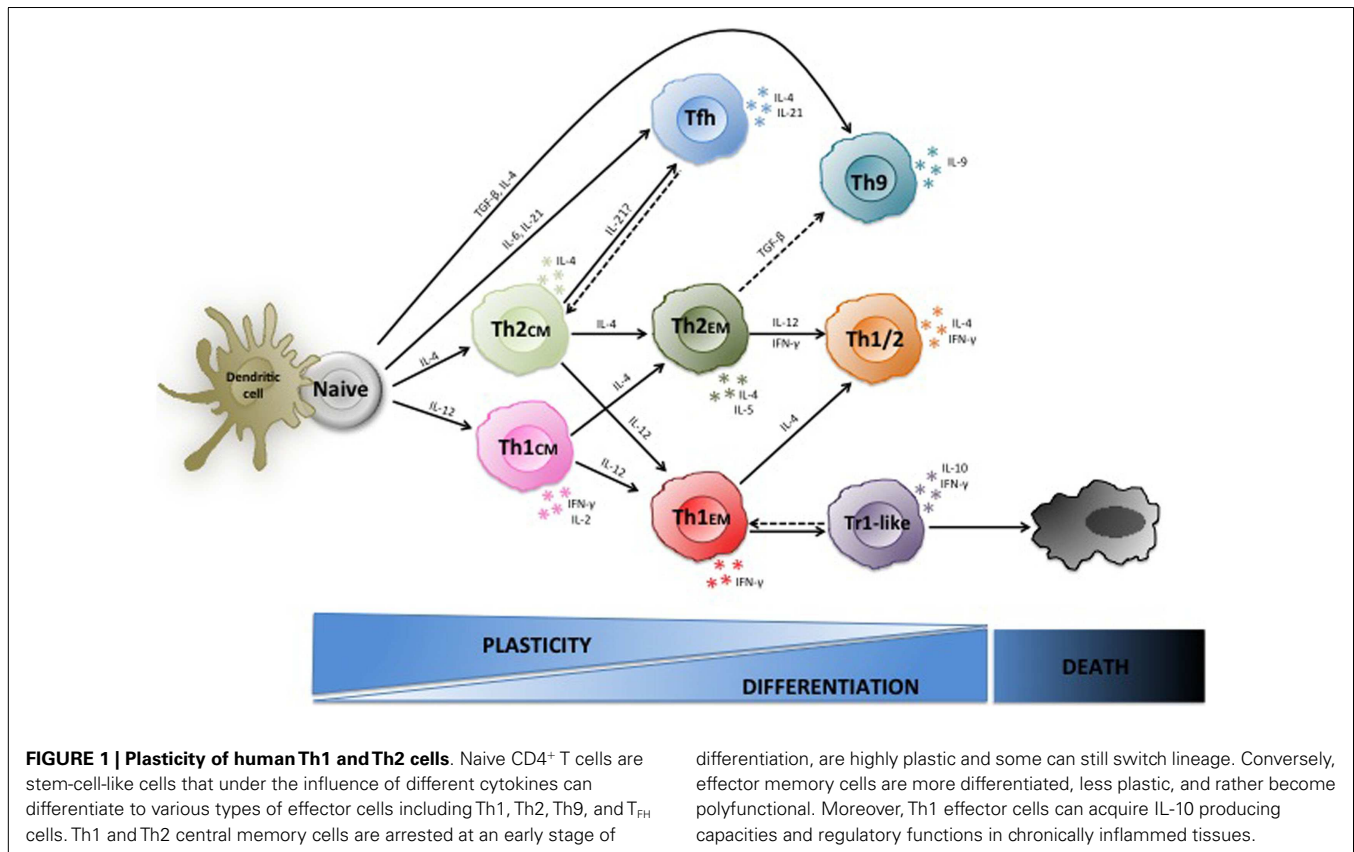 IL-4
IL-21
Tfh
IL-9
Th9
TGF-β, IL-4
IL-6, IL-21
IL-21?
TGF-β
IL-4
Th2CM
IL-4
Th2EM
IL-12
IFN-γ
Th1/2
IL-4
IFN-γ
Dendritic
cell
Naive
IL-4
IL-4
IL-4
IL-5
IL-12
IL-12
IL-4
Th1CM
IL-12
IFN-γ
IL-2
Th1EM
IFN-γ
IL-10
IFN-γ
Tr1-like
PLASTICITY
DIFFERENTIATION
DEATH
FIGURE 1 | Plasticity of human Th1 and Th2 cells. Naive CD4+ T cells are
stem-cell-like cells that under the influence of different cytokines can
differentiate to various types of effector cells including Th1, Th2, Th9, and TFH
cells. Th1 and Th2 central memory cells are arrested at an early stage of
differentiation, are highly plastic and some can still switch lineage. Conversely,
effector memory cells are more differentiated, less plastic, and rather become
polyfunctional. Moreover, Th1 effector cells can acquire IL-10 producing
capacities and regulatory functions in chronically inflammed tissues.